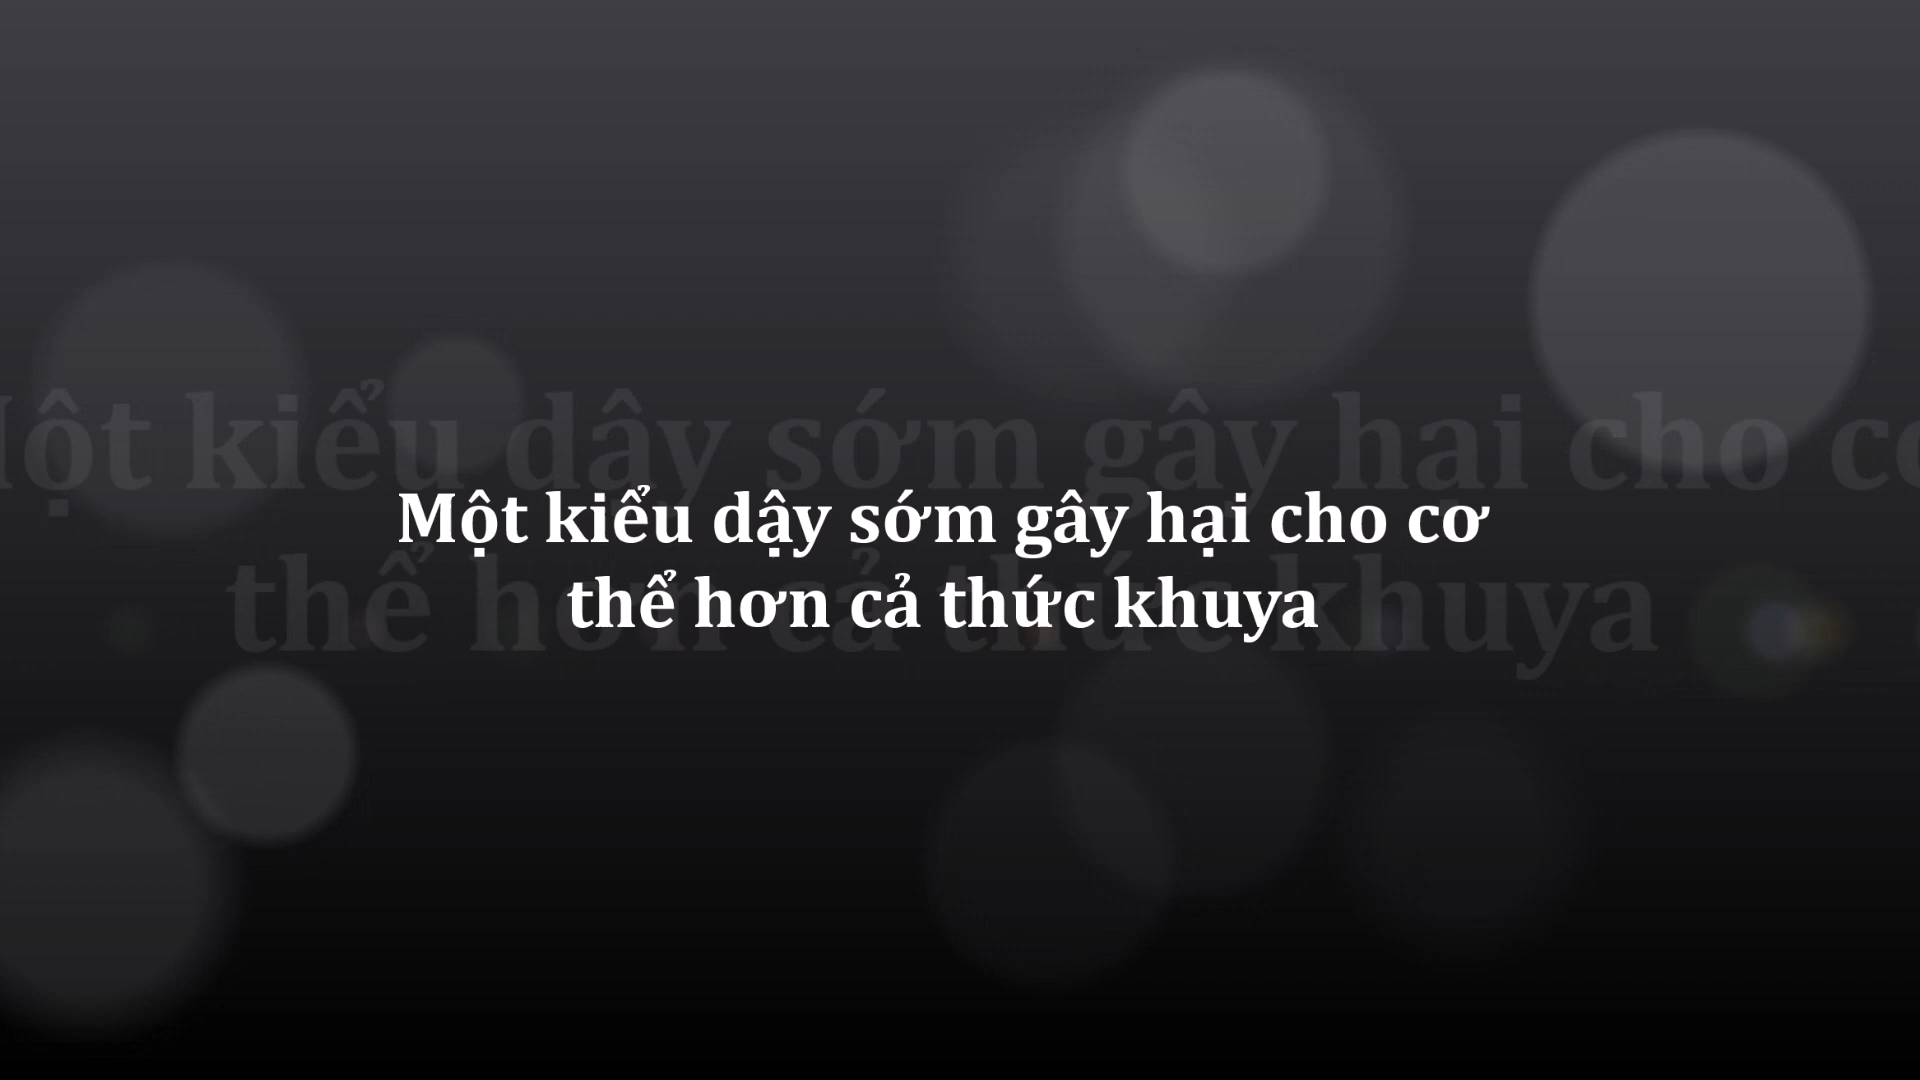 Một kiểu dậy sớm gây hại cho cơ
thể hơn cả thức khuya